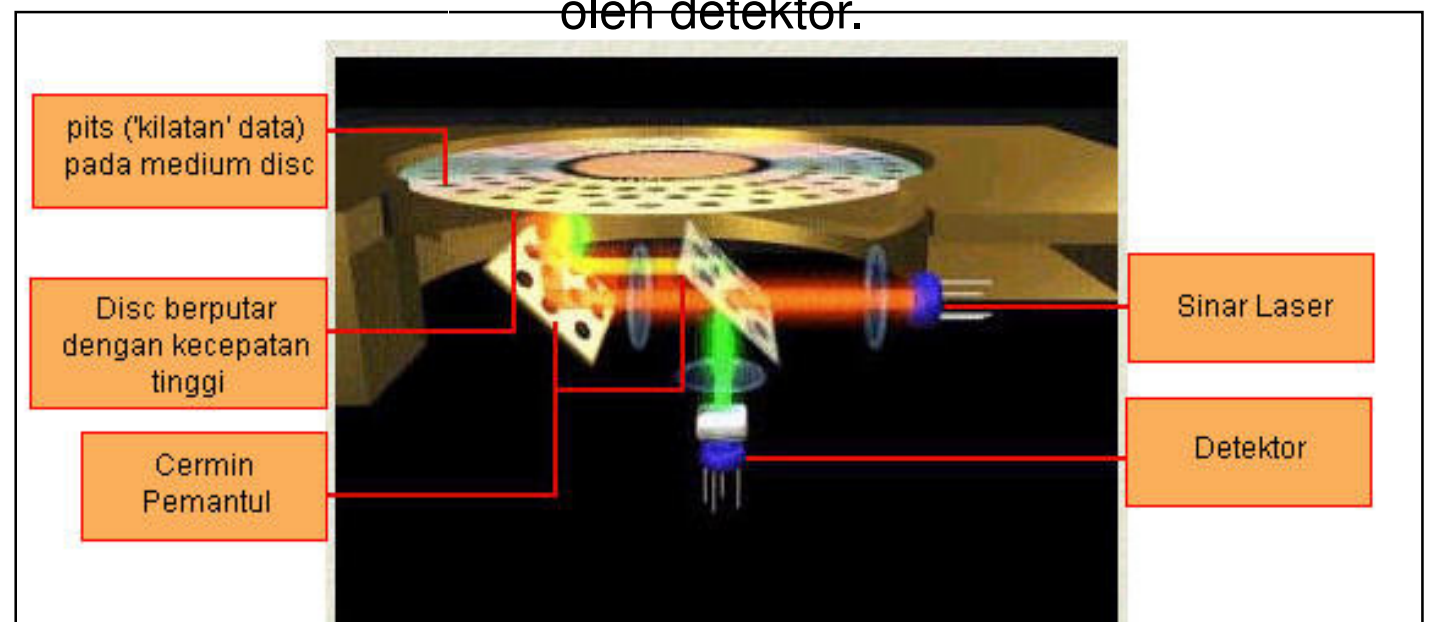 oleh detektor.
pits ('kilatan' data)
pada medium disc
Disc berputar
dengan kecepatan
tinggi
Cermin
Pemantul
Sinar Laser
Detektor